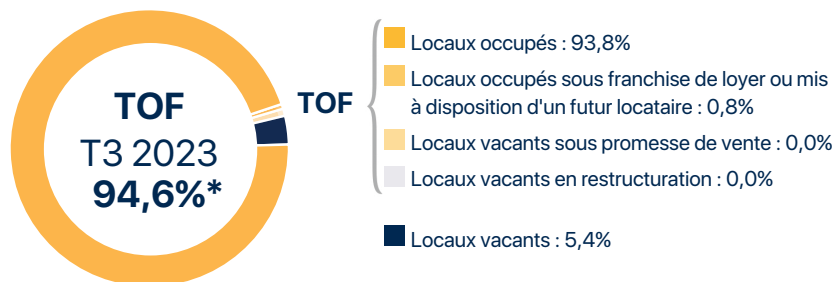 TOF
T3 2023
94,6%*
TOF
Locaux occupés : 93,8%
Locaux occupés sous franchise de loyer ou mis
à disposition d'un futur locataire : 0,8%
Locaux vacants sous promesse de vente : 0,0%
Locaux vacants en restructuration : 0,0%
Locaux vacants : 5,4%